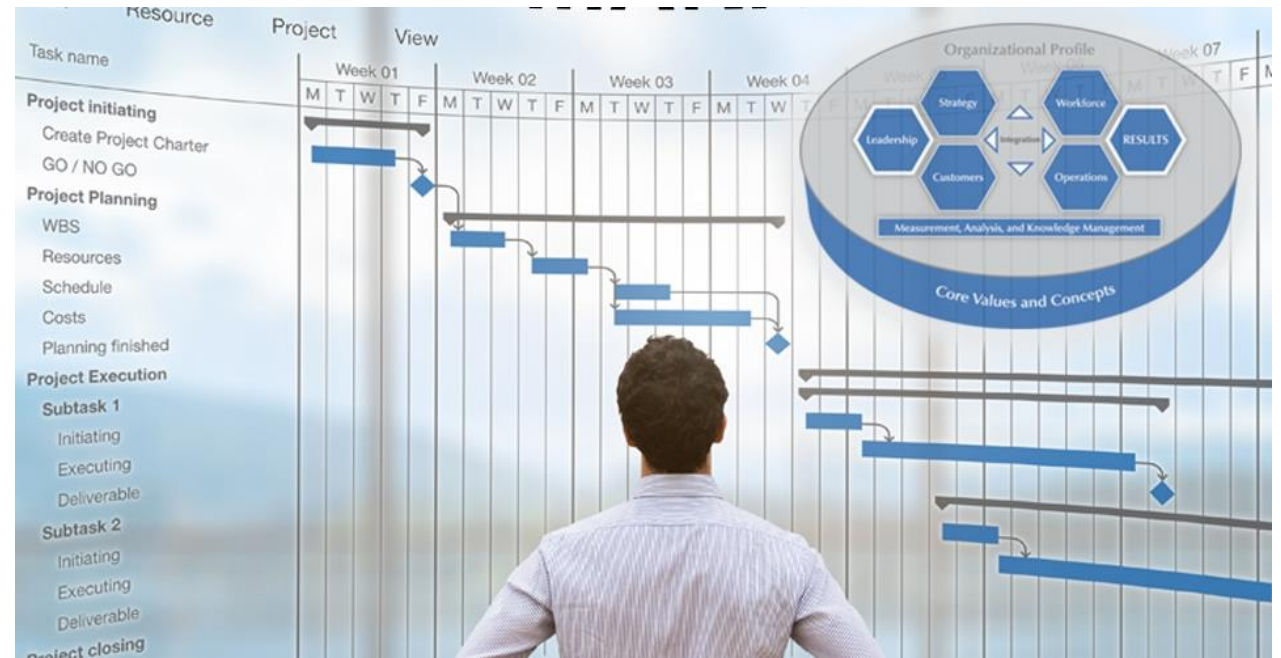 Resource Project View
Task name
Week 01 Week 02 Week 03 Week 04 Week 07
M T W T F M T W T F M T W T F M T W T T F
Project initiating
Create Project Charter
GO / NO GO
Project Planning
WBS
Resources
Schedule
Costs
Planning finished
Project Execution
Subtask 1
Initiating
Executing
Deliverable
Subtask 2
Initiating
Executing
Deliverable
Project closing
Organizational Profile
Strategy Workforce
Leadership Integration RESULTS
Customers Operations
Measurement, Analysis, and Knowledge Management
Core Values and Concepts